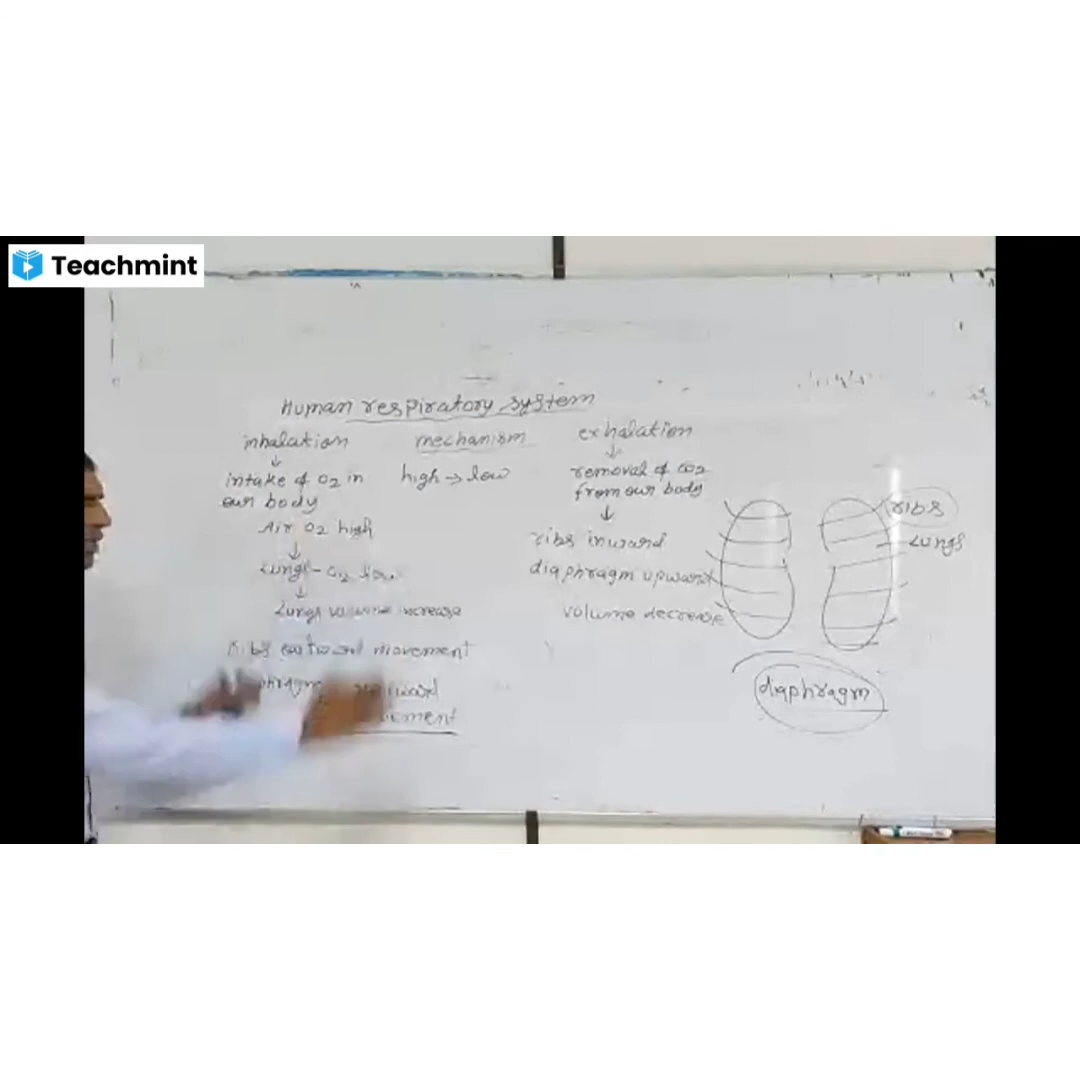 Teachmint
Human respiratory system
inhalation
↓
intake of O2 in
our body
Air O2 high
↓
Lungs - O2 low
↓
Lungs volume increase
Ribs outward movement
mechanism
high → low
exhalation
↓
removal of CO2
from our body
↓
ribs inward
diaphragm upward
volume decrease
ribs
Lungs
diaphragm